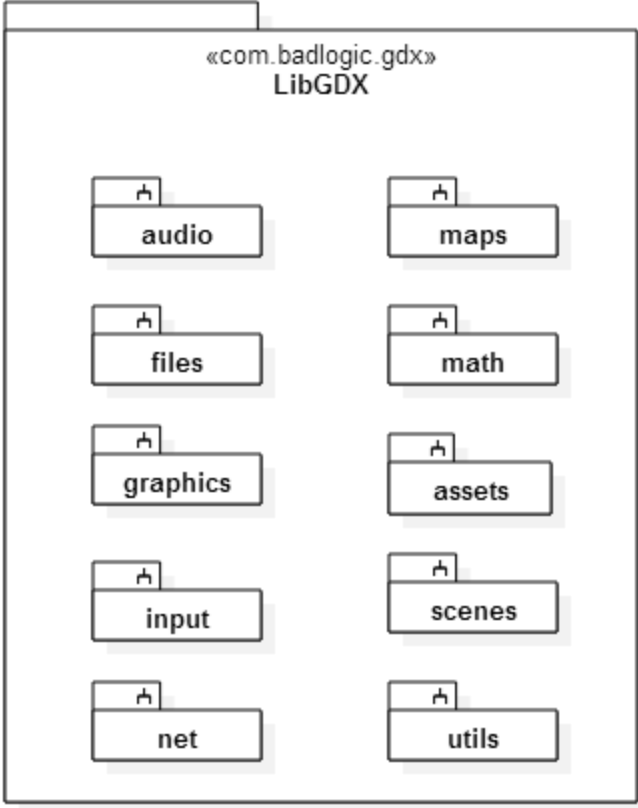 «com.badlogic.gdx»
LibGDX
audio
maps
files
math
graphics
assets
input
scenes
net
utils